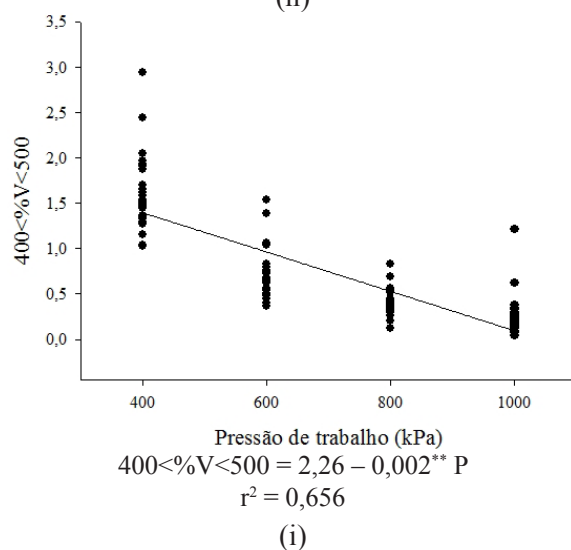 3,5
3,0
2,5
2,0
1,5
1,0
0,5
0,0
400<%V<500
400 600 800 1000
Pressão de trabalho (kPa)
400<%V<500 = 2,26 – 0,002** P
r² = 0,656
(i)